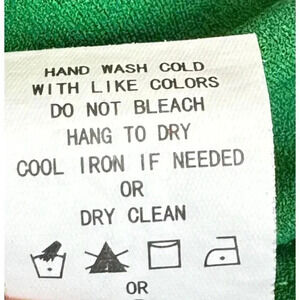 HAND WASH COLD
WITH LIKE COLORS
DO NOT BLEACH
HANG TO DRY
COOL IRON IF NEEDED
OR
DRY CLEAN
OR